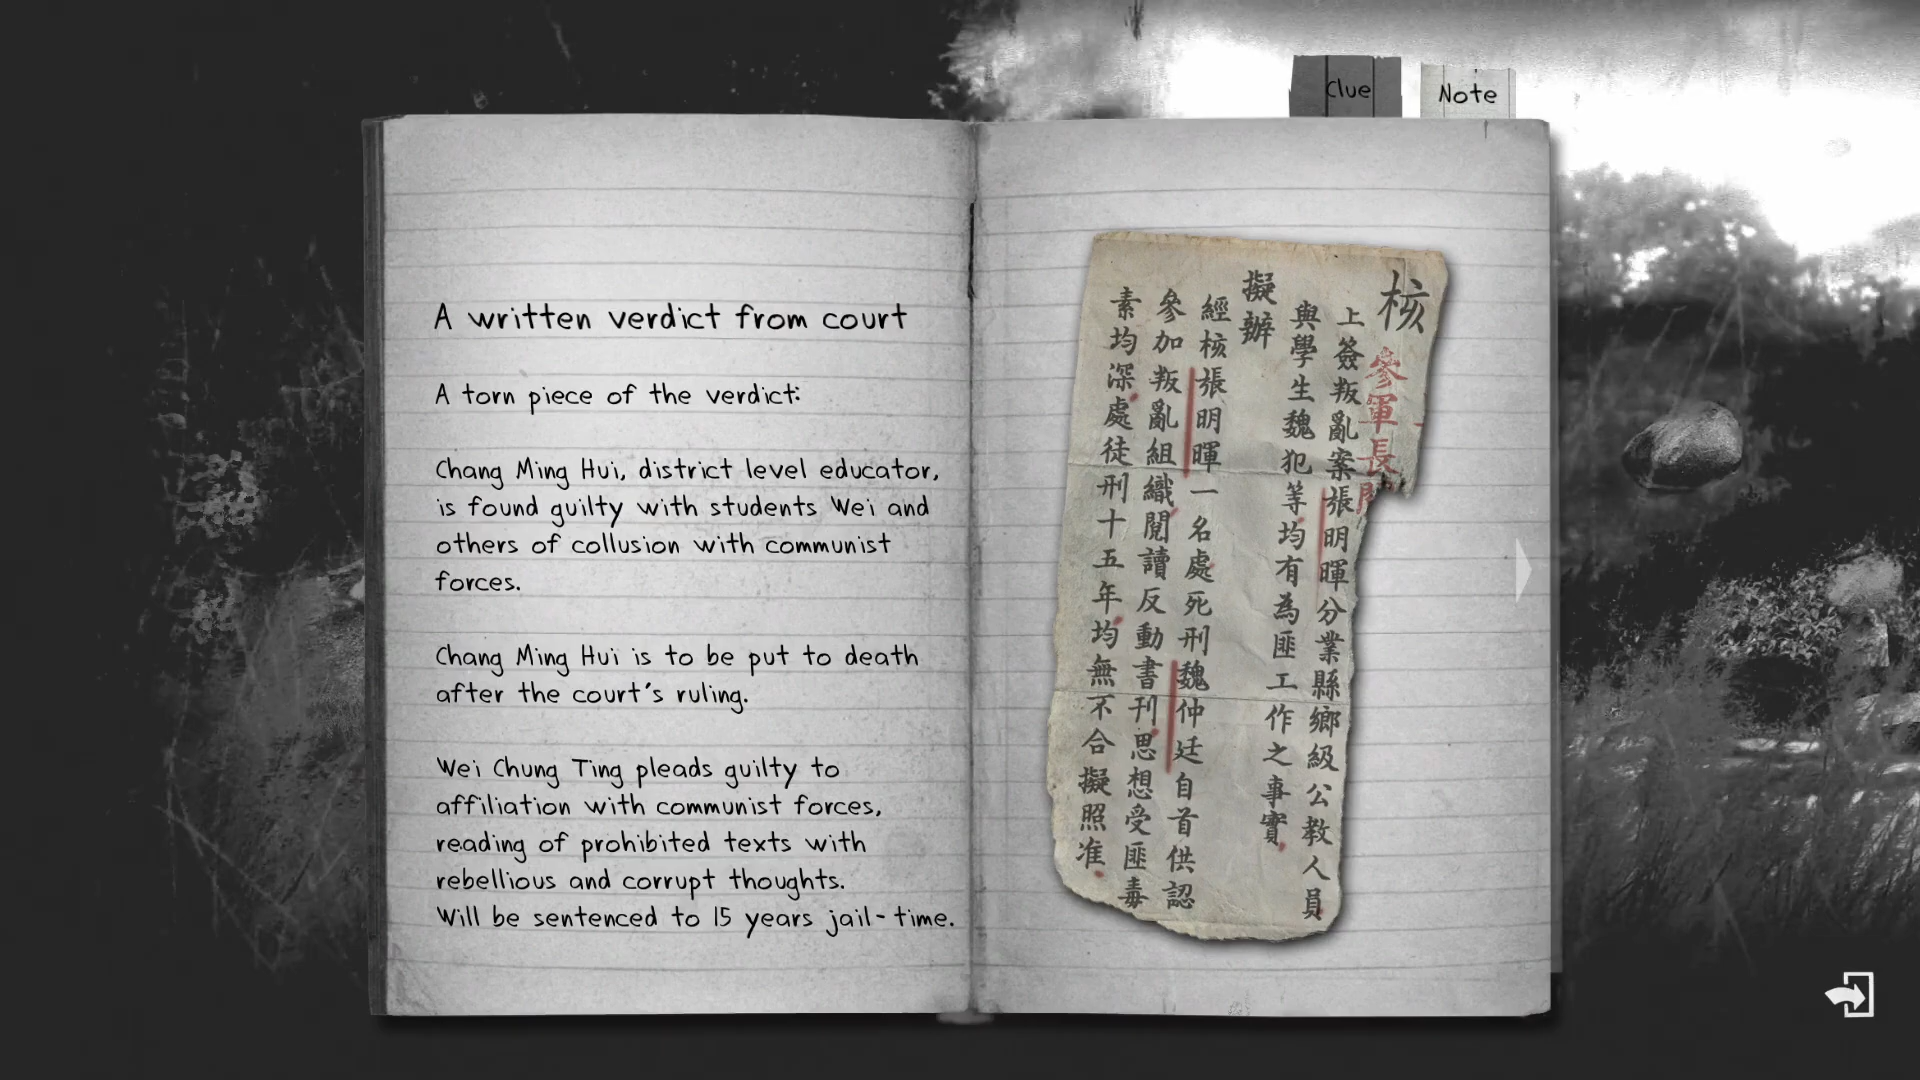 Clue
Note
A written verdict from court
A torn piece of the verdict:
Chang Ming Hui, district level educator,
is found guilty with students Wei and
others of collusion with communist
forces.
Chang Ming Hui is to be put to death
after the court's ruling.
Wei Chung Ting pleads guilty to
affiliation with communist forces,
reading of prohibited texts with
rebellious and corrupt thoughts.
Will be sentenced to 15 years jail-time.
核
參軍長
上簽叛亂案張明暉分業縣鄉級公教人員
與學生魏犯等均有為匪工作之事實
擬辦
經核張明暉一名處死刑魏仲廷自首供認
參加叛亂組織閱讀反動書刊思想受匪毒
素均深處徒刑十五年均無不合擬照准